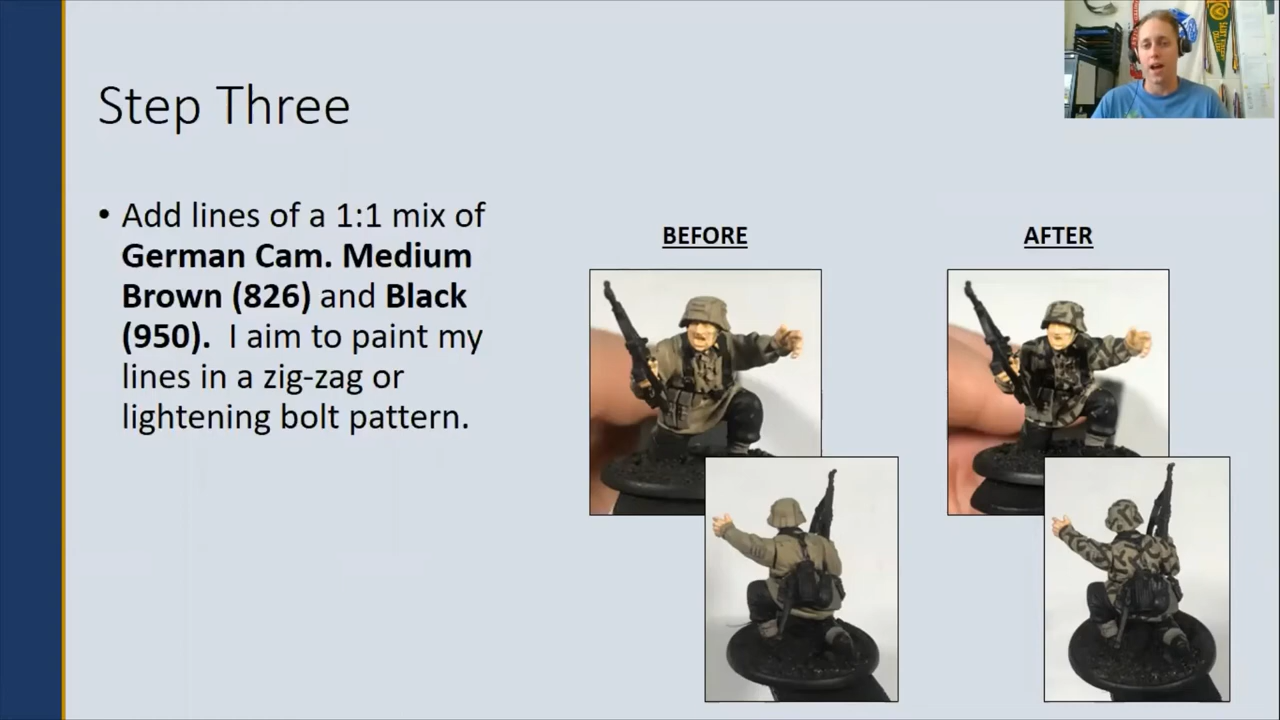 Step Three
• Add lines of a 1:1 mix of
German Cam. Medium
Brown (826) and Black
(950). I aim to paint my
lines in a zig-zag or
lightening bolt pattern.
BEFORE
AFTER